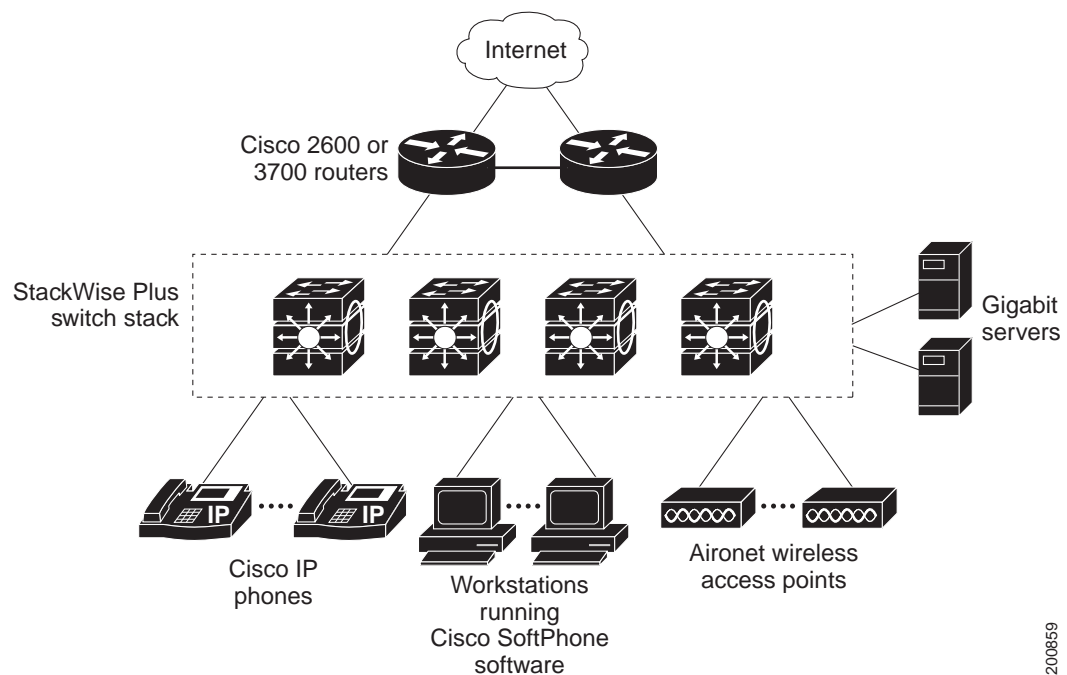 Internet
Cisco 2600 or
3700 routers
StackWise Plus
switch stack
Gigabit
servers
IP
IP
Cisco IP
phones
Workstations
running
Cisco SoftPhone
software
Aironet wireless
access points
200859